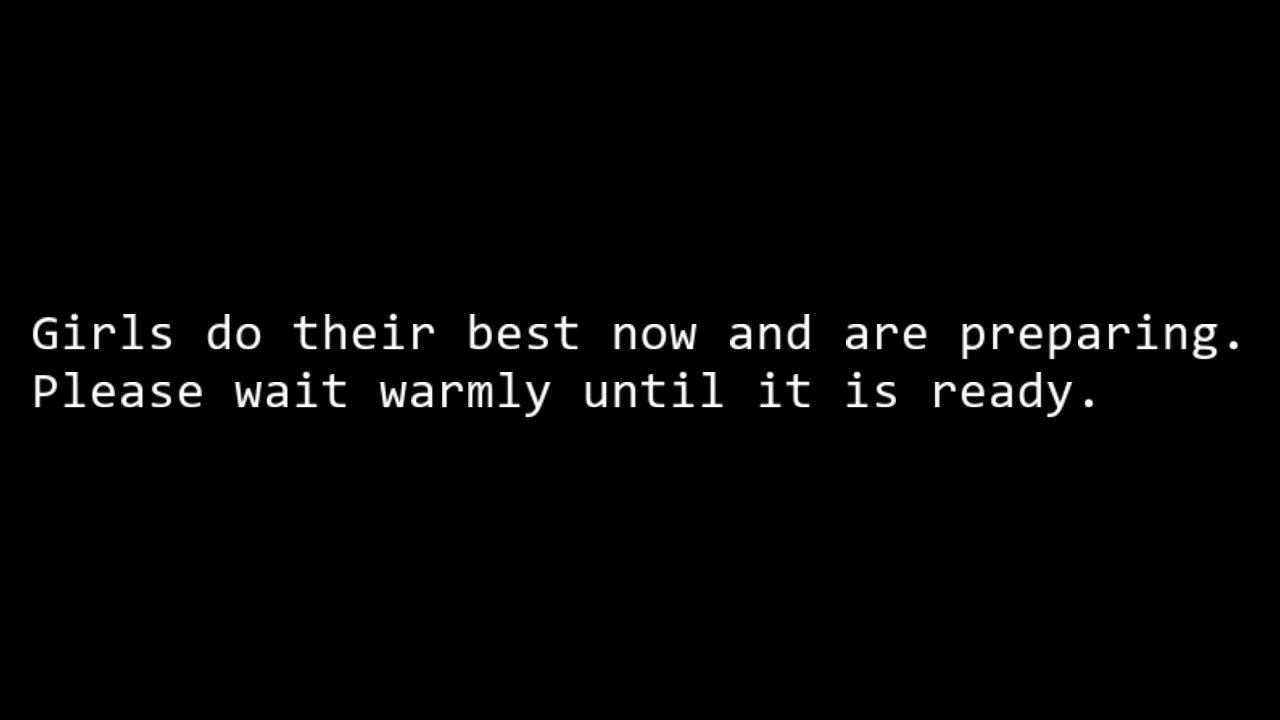 Girls do their best now and are preparing.
Please wait warmly until it is ready.